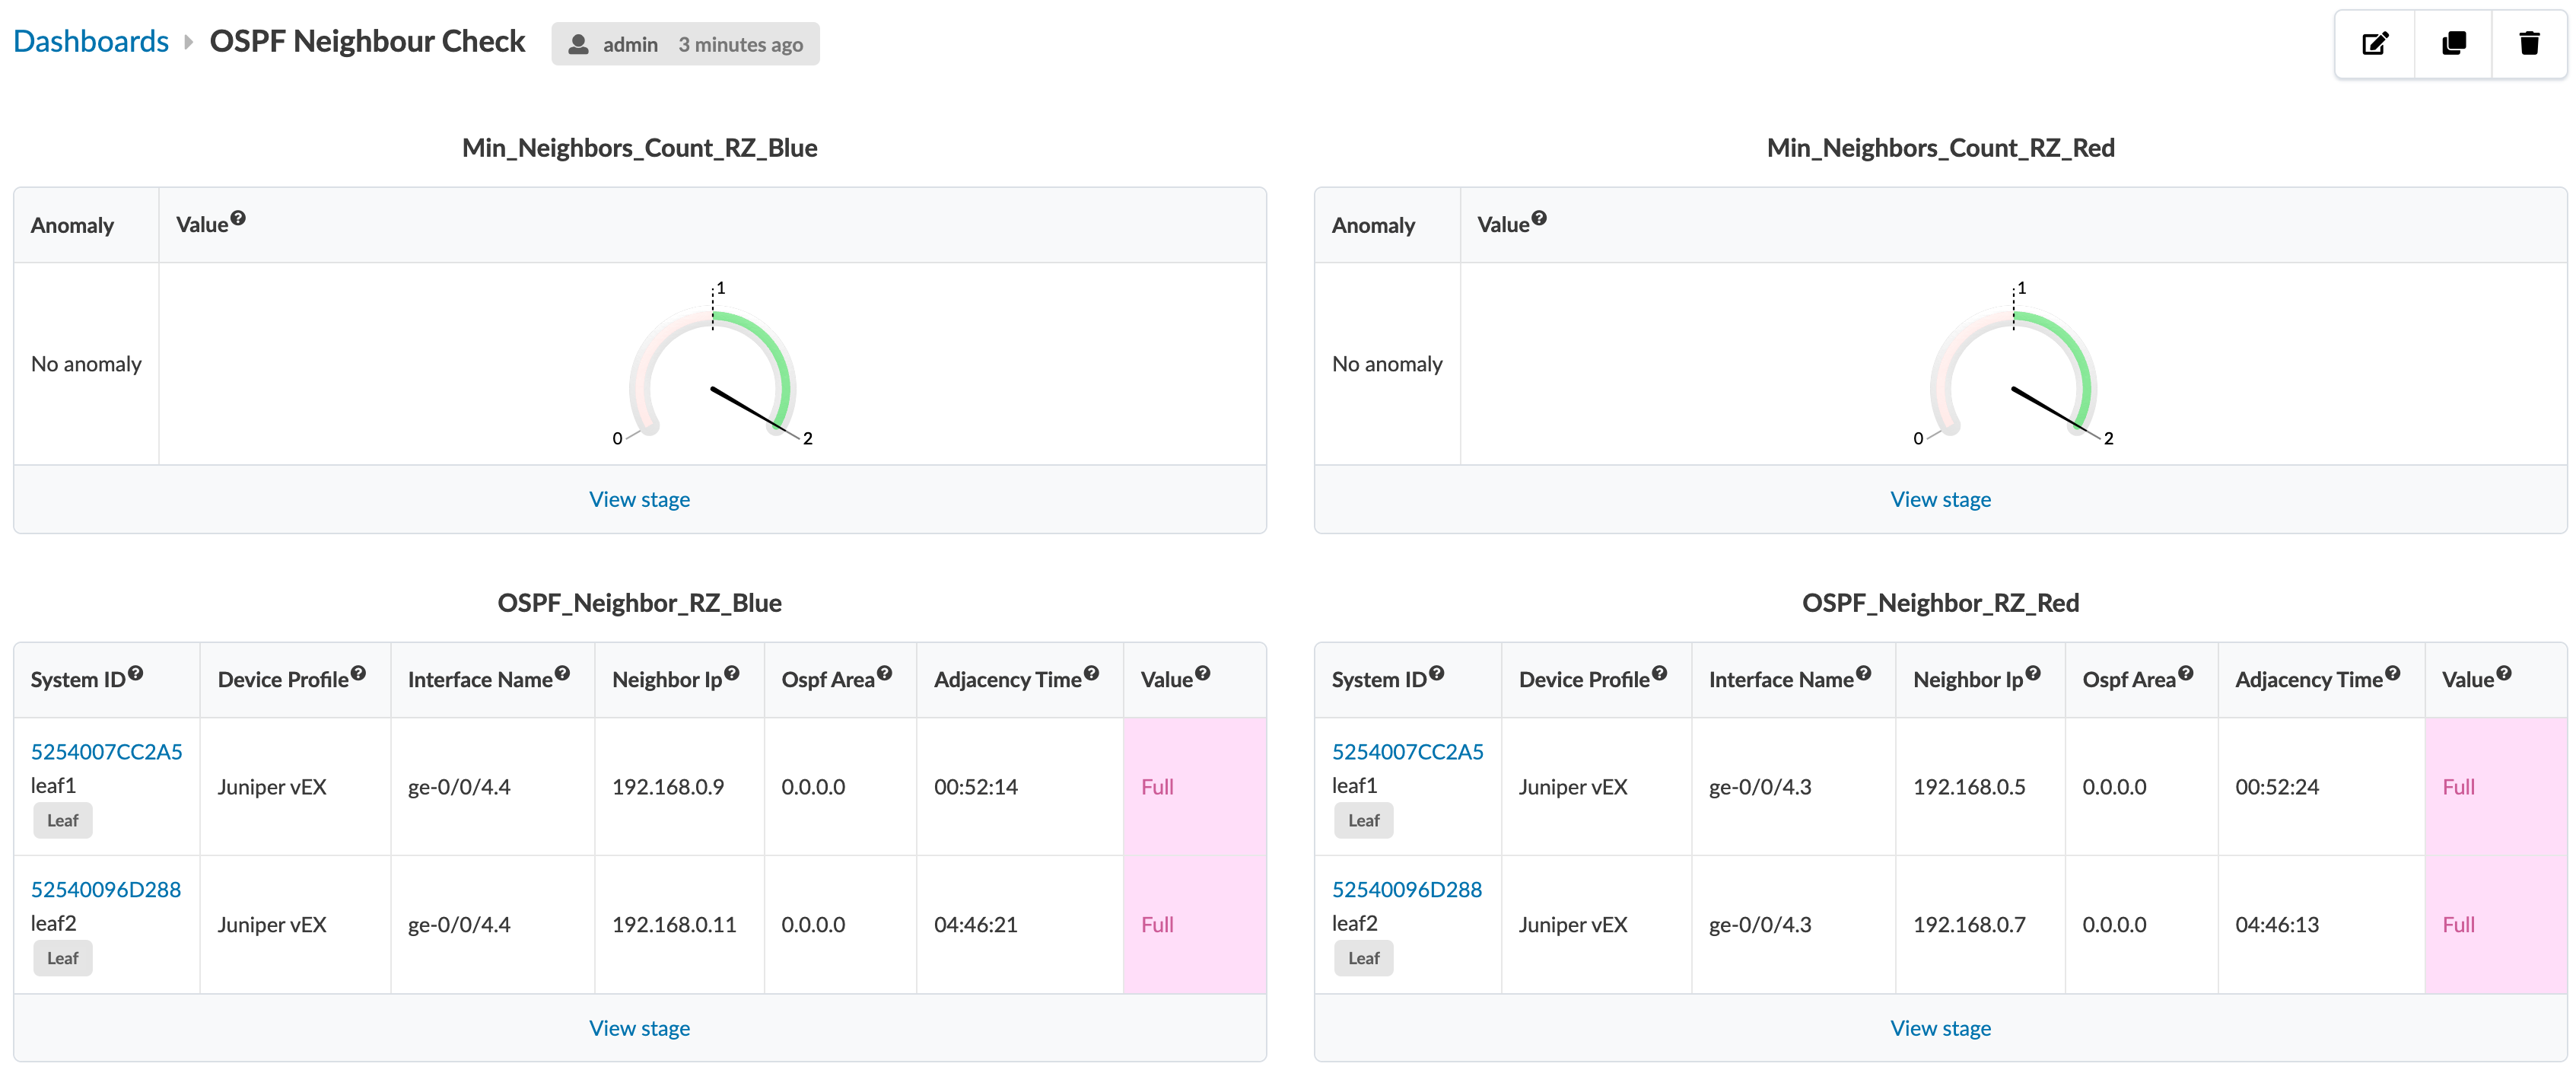 Dashboards OSPF Neighbour Check admin 3 minutes ago
Min_Neighbors_Count_RZ_Blue
Anomaly Value
No anomaly
1
0
2
View stage
Min_Neighbors_Count_RZ_Red
Anomaly Value
No anomaly
1
0
2
View stage
OSPF_Neighbor_RZ_Blue
System ID Device Profile Interface Name Neighbor Ip Ospf Area Adjacency Time Value
5254007CC2A5
leaf1 Juniper vEX ge-0/0/4.4 192.168.0.9 0.0.0.0 00:52:14 Full
Leaf
52540096D288
leaf2 Juniper vEX ge-0/0/4.4 192.168.0.11 0.0.0.0 04:46:21 Full
Leaf
View stage
OSPF_Neighbor_RZ_Red
System ID Device Profile Interface Name Neighbor Ip Ospf Area Adjacency Time Value
5254007CC2A5
leaf1 Juniper vEX ge-0/0/4.3 192.168.0.5 0.0.0.0 00:52:24 Full
Leaf
52540096D288
leaf2 Juniper vEX ge-0/0/4.3 192.168.0.7 0.0.0.0 04:46:13 Full
Leaf
View stage